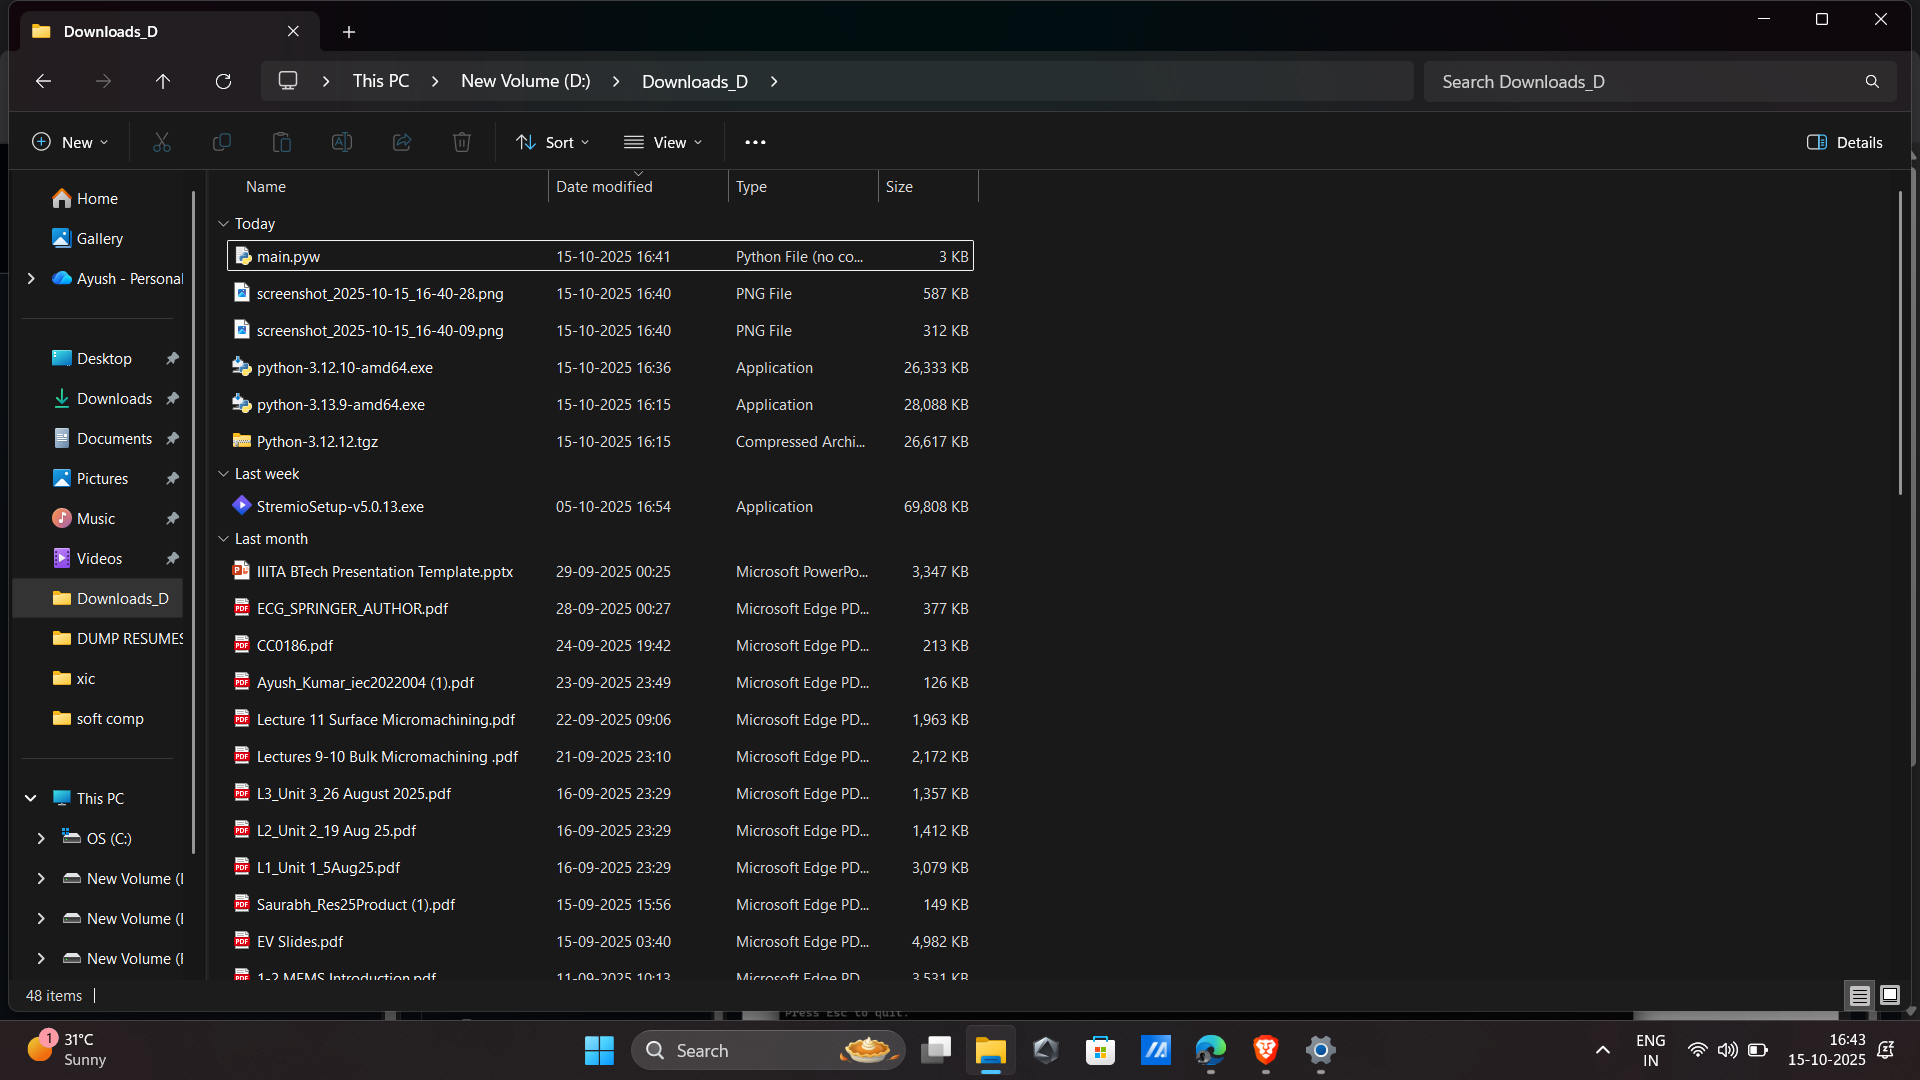 Downloads_D
This PC
New Volume (D:)
Downloads_D
Search Downloads_D
New
Sort
View
Details
Name Date modified Type Size
Today
main.pyw 15-10-2025 16:41 Python File (no co... 3 KB
screenshot_2025-10-15_16-40-28.png 15-10-2025 16:40 PNG File 587 KB
screenshot_2025-10-15_16-40-09.png 15-10-2025 16:40 PNG File 312 KB
python-3.12.10-amd64.exe 15-10-2025 16:36 Application 26,333 KB
python-3.13.9-amd64.exe 15-10-2025 16:15 Application 28,088 KB
Python-3.12.12.tgz 15-10-2025 16:15 Compressed Archi... 26,617 KB
Last week
StremioSetup-v5.0.13.exe 05-10-2025 16:54 Application 69,808 KB
Last month
IIITA BTech Presentation Template.pptx 29-09-2025 00:25 Microsoft PowerPo... 3,347 KB
ECG_SPRINGER_AUTHOR.pdf 28-09-2025 00:27 Microsoft Edge PD... 377 KB
CC0186.pdf 24-09-2025 19:42 Microsoft Edge PD... 213 KB
Ayush_Kumar_iec2022004 (1).pdf 23-09-2025 23:49 Microsoft Edge PD... 126 KB
Lecture 11 Surface Micromachining.pdf 22-09-2025 09:06 Microsoft Edge PD... 1,963 KB
Lectures 9-10 Bulk Micromachining .pdf 21-09-2025 23:10 Microsoft Edge PD... 2,172 KB
L3_Unit 3_26 August 2025.pdf 16-09-2025 23:29 Microsoft Edge PD... 1,357 KB
L2_Unit 2_19 Aug 25.pdf 16-09-2025 23:29 Microsoft Edge PD... 1,412 KB
L1_Unit 1_5Aug25.pdf 16-09-2025 23:29 Microsoft Edge PD... 3,079 KB
Saurabh_Res25Product (1).pdf 15-09-2025 15:56 Microsoft Edge PD... 149 KB
EV Slides.pdf 15-09-2025 03:40 Microsoft Edge PD... 4,982 KB
1-2 MEMS Introduction.pdf 11-09-2025 10:13 Microsoft Edge PD... 3,531 KB
Home
Gallery
Ayush - Personal
Desktop
Downloads
Documents
Pictures
Music
Videos
Downloads_D
DUMP RESUMES
xic
soft comp
This PC
OS (C:)
New Volume (
New Volume (
New Volume (
48 items
Press Esc to quit.
1
31°C
Sunny
Search
ENG
IN
16:43
15-10-2025